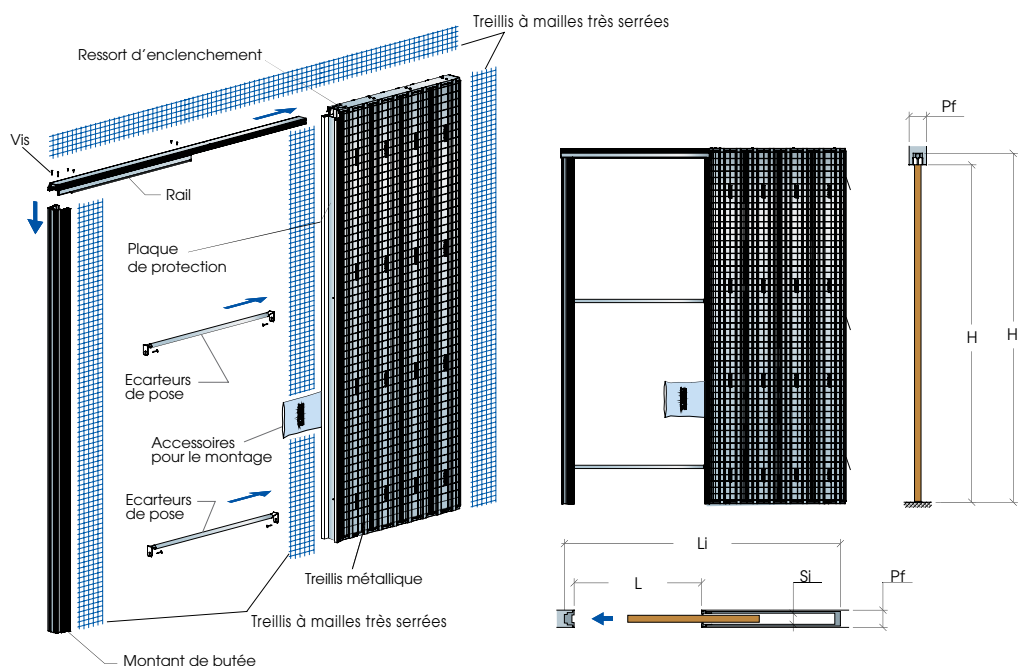 Treillis à mailles très serrées
Ressort d'enclenchement
Vis
Rail
Plaque
de protection
Ecarteurs
de pose
Accessoires
pour le montage
Ecarteurs
de pose
Treillis métallique
Treillis à mailles très serrées
Montant de butée
Pf
H
H
Li
L
Si
Pf